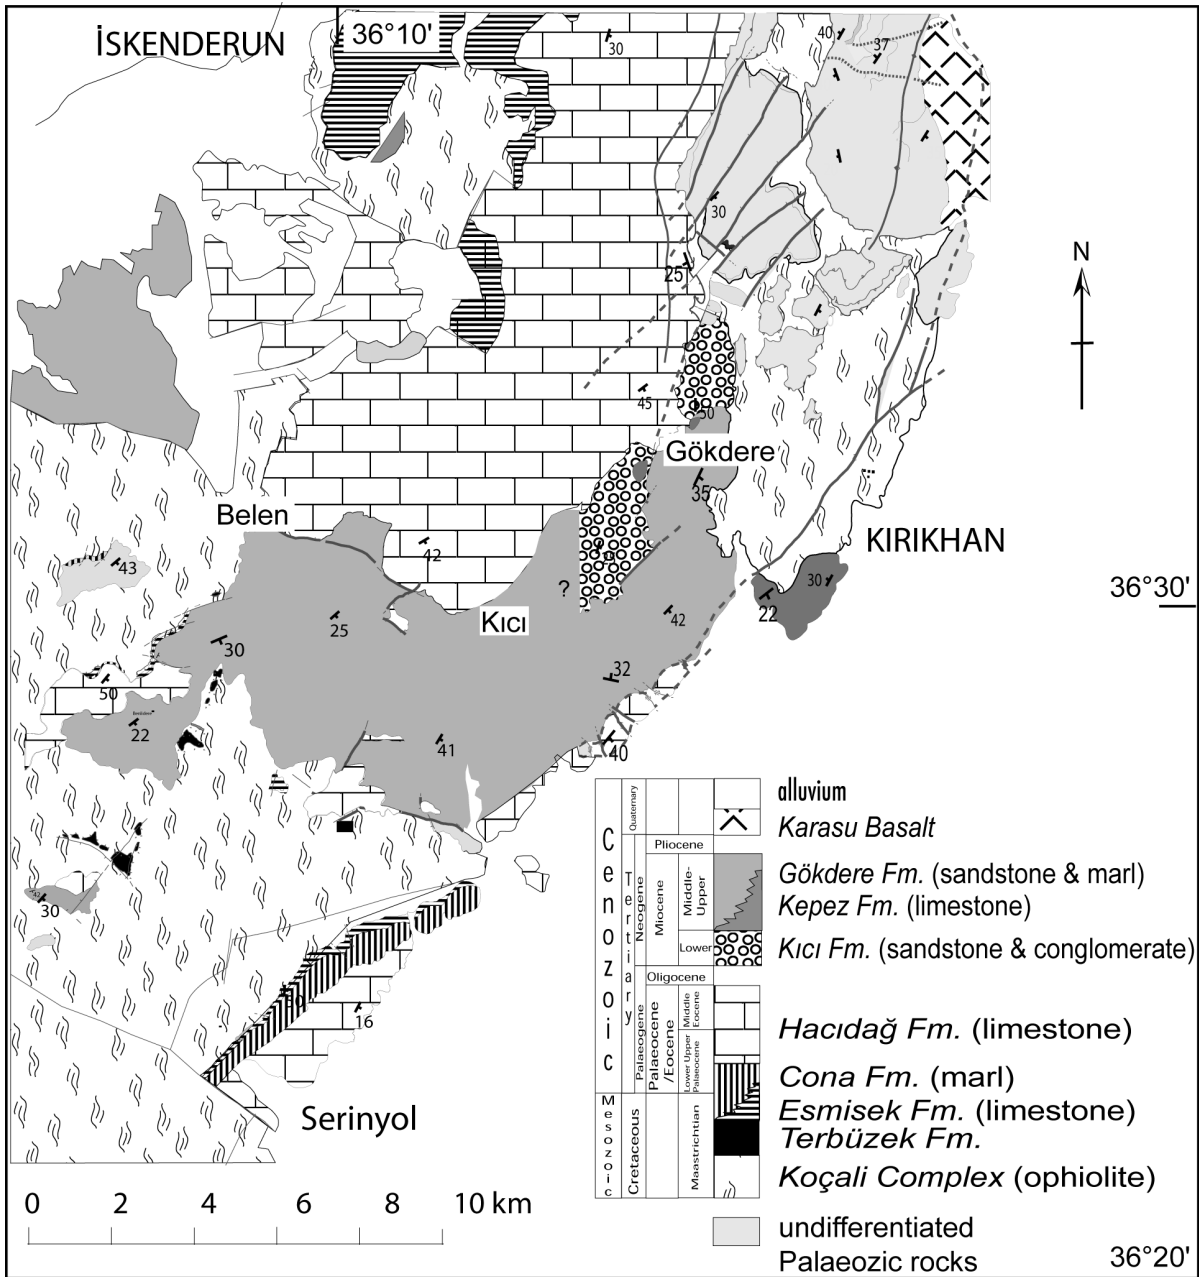 İSKENDERUN
36°10'
30
40
37
30
25
N
45
50
Gökdere
35
Belen
KIRIKHAN
42
43
?
30
36°30'
22
Kıcı
25
42
30
50
32
22
41
40
30
16
Serinyol
0 2 4 6 8 10 km
Cenozoic
Mesozoic
Tertiary
Cretaceous
Quaternary
Neogene
Palaeogene
Pliocene
Miocene
Middle-
Upper
Lower
Oligocene
Palaeocene
/Eocene
Middle
Eocene
Lower Upper
Palaeocene
Maastrichtian
alluvium
Karasu Basalt
Gökdere Fm. (sandstone & marl)
Kepez Fm. (limestone)
Kıcı Fm. (sandstone & conglomerate)
Hacıdağ Fm. (limestone)
Cona Fm. (marl)
Esmisek Fm. (limestone)
Terbüzek Fm.
Koçali Complex (ophiolite)
undifferentiated
Palaeozic rocks
36°20'